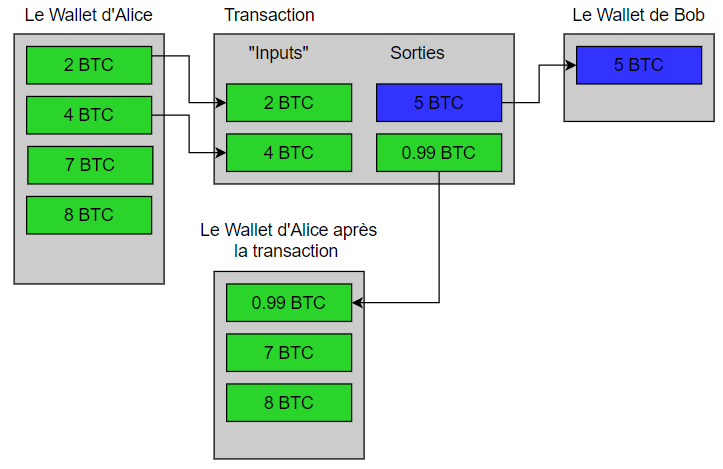 Le Wallet d'Alice
2 BTC
4 BTC
7 BTC
8 BTC
Transaction
"Inputs"
Sorties
2 BTC
5 BTC
4 BTC
0.99 BTC
Le Wallet de Bob
5 BTC
Le Wallet d'Alice après
la transaction
0.99 BTC
7 BTC
8 BTC